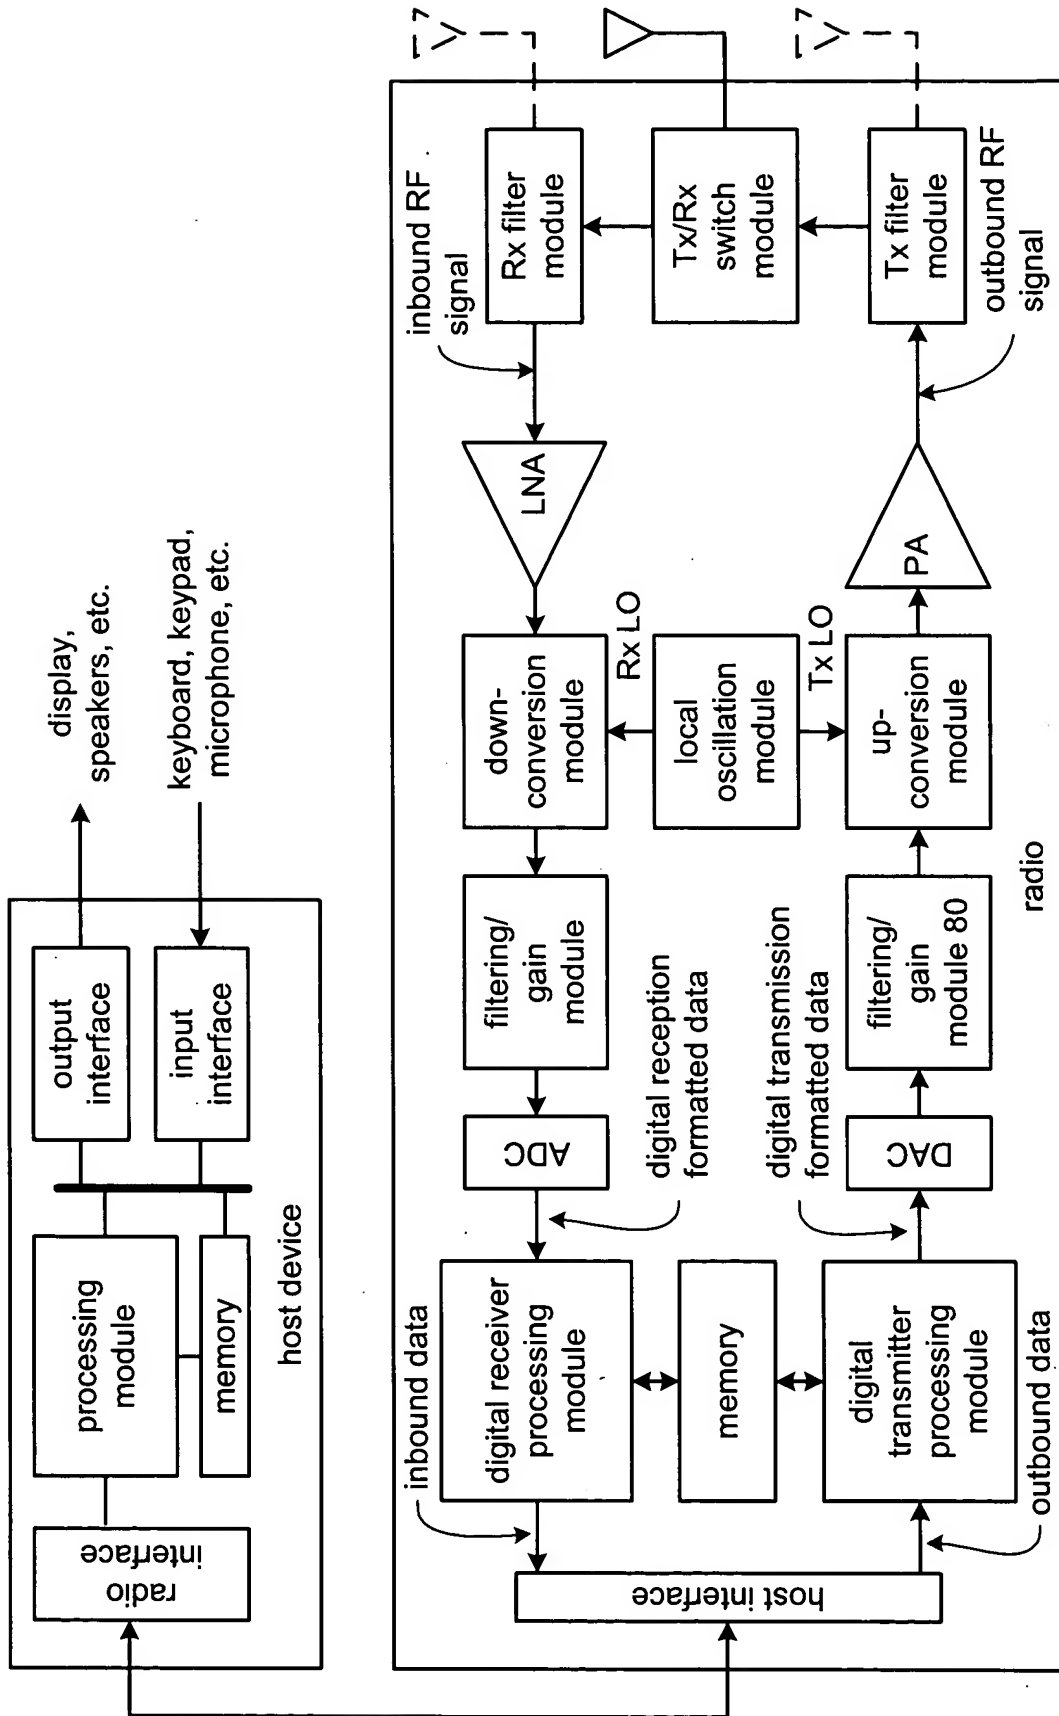 display,
speakers, etc.
keyboard, keypad,
microphone, etc.
output
interface
input
interface
processing
module
memory
radio
interface
host device
inbound RF
signal
Rx filter
module
Tx/Rx
switch
module
Tx filter
module
outbound RF
signal
LNA
PA
down-
conversion
module
Rx LO
local
oscillation
module
Tx LO
up-
conversion
module
filtering/
gain
module
filtering/
gain
module 80
radio
ADC
digital reception
formatted data
digital transmission
formatted data
DAC
inbound data
digital receiver
processing
module
memory
digital
transmitter
processing
module
outbound data
host interface